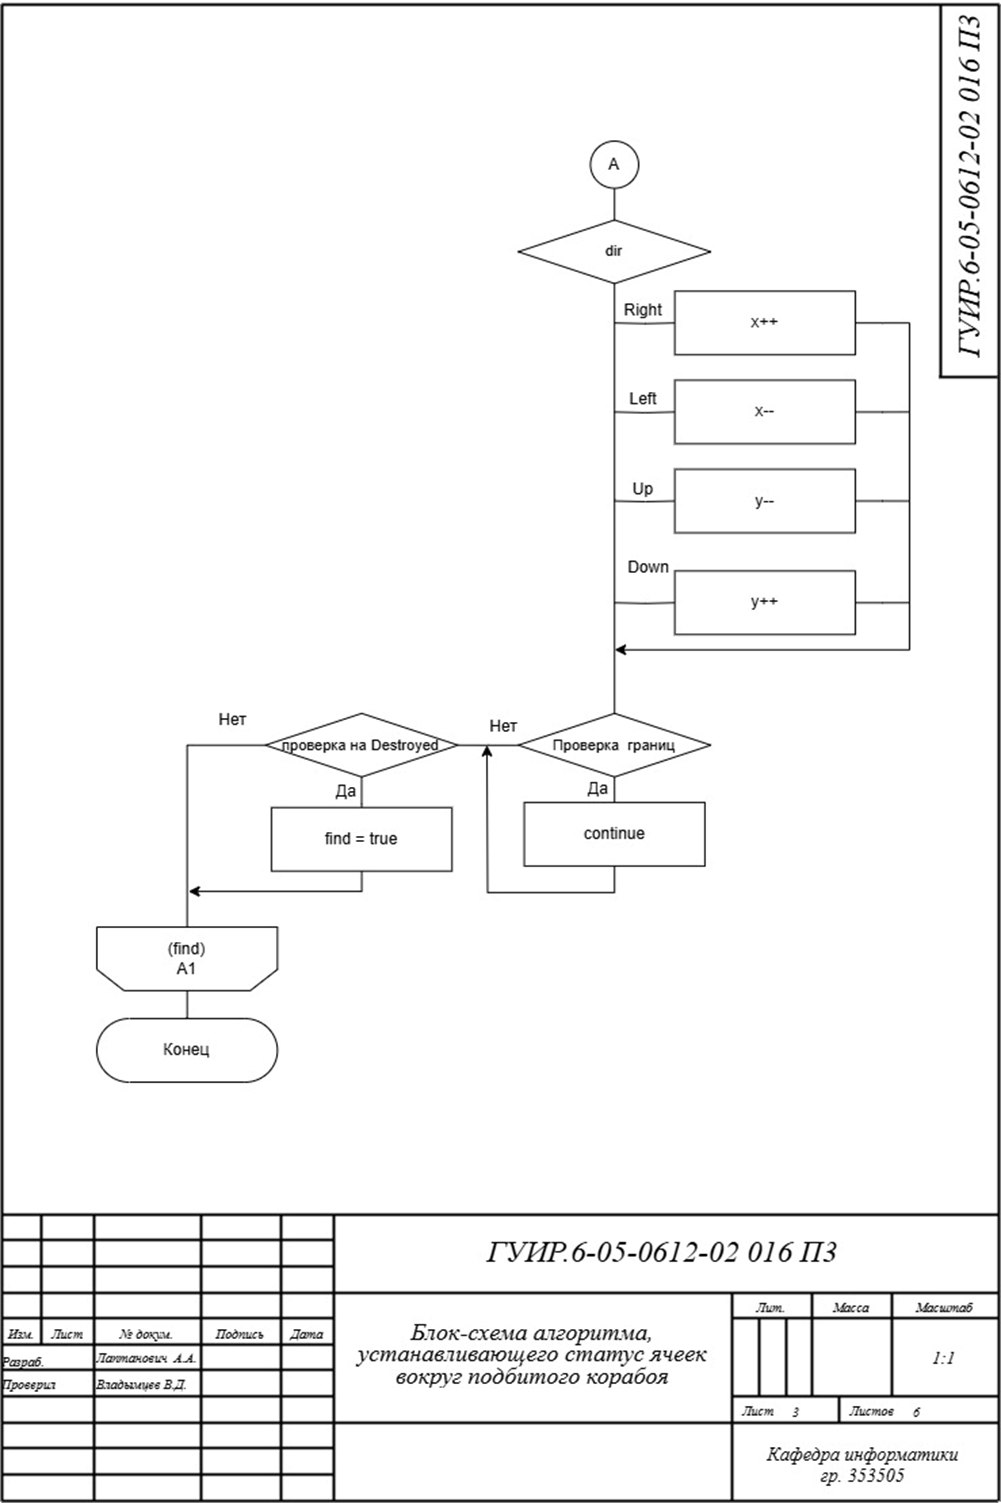 ГУИР.6-05-0612-02 016 ПЗ
A
dir
Right
x++
Left
x--
Up
y--
Down
y++
Нет
проверка на Destroyed
Нет
Проверка границ
Да
find = true
Да
continue
(find)
A1
Конец
ГУИР.6-05-0612-02 016 ПЗ
Блок-схема алгоритма,
устанавливающего статус ячеек
вокруг подбитого корабоя
Лит.
Масса
Масштаб
1:1
Изм.
Лист
№ докум.
Подпись
Дата
Разраб.
Лаптанович А.А.
Проверил
Владымцев В.Д.
Лист 3
Листов 6
Кафедра информатики
гр. 353505